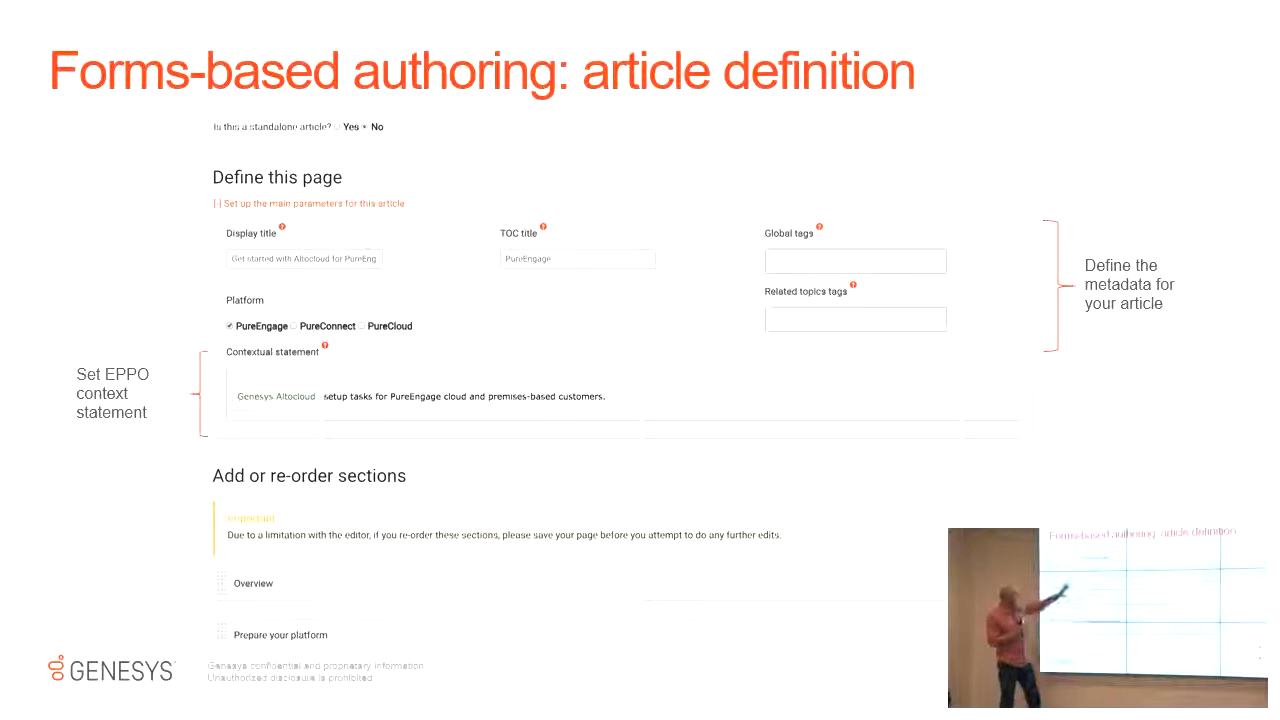 Forms-based authoring: article definition
Is this a standalone article? Yes No
Define this page
[-] Set up the main parameters for this article
Display title
TOC title
Global tags
Get started with Altocloud for PureEng
PureEngage
Related topics tags
Platform
PureEngage PureConnect PureCloud
Define the
metadata for
your article
Contextual statement
Set EPPO
context
statement
Genesys Altocloud setup tasks for PureEngage cloud and premises-based customers.
Add or re-order sections
Important
Due to a limitation with the editor, if you re-order these sections, please save your page before you attempt to do any further edits.
Overview
Prepare your platform
GENESYS
Genesys confidential and proprietary information
Unauthorized disclosure is prohibited
Forms-based authoring: article definition